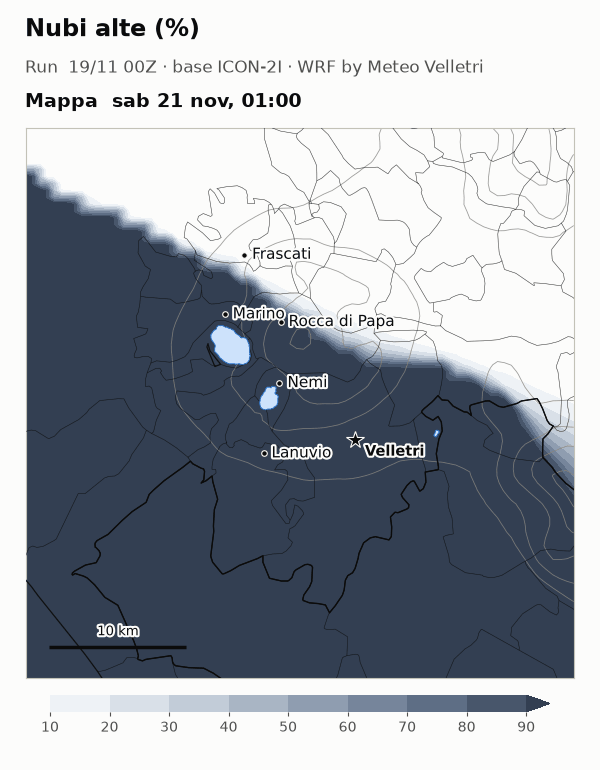 Nubi alte (%)
Run  19/11 00Z · base ICON-2I · WRF by Meteo Velletri
Mappa  sab 21 nov, 01:00
Frascati
Marino
Rocca di Papa
Nemi
Velletri
Lanuvio
10 km
10 20 30 40 50 60 70 80 90